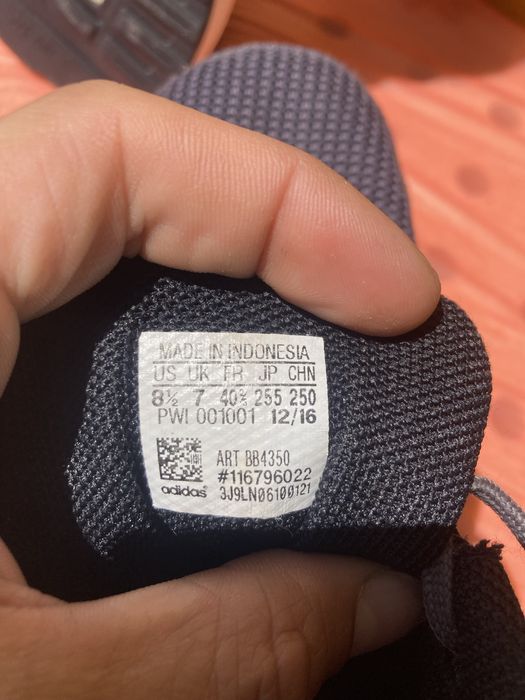 MADE IN INDONESIA
US UK FR JP CHN
8½ 7 40⅔ 255 250
PWI 001001 12/16
ART BB4350
#116796022
adidas 3J9LN06100121